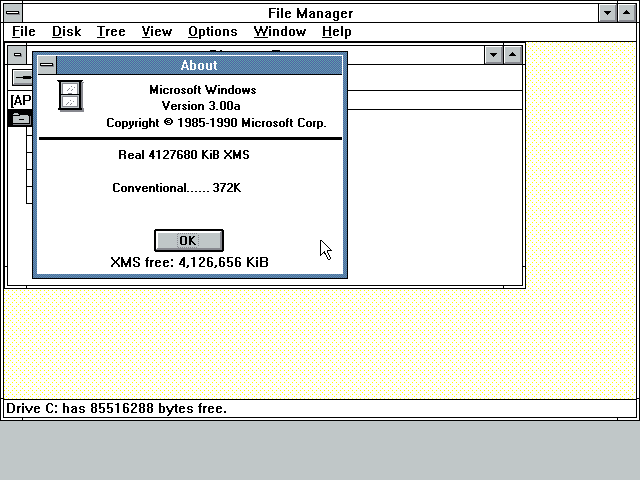 File Manager
File Disk Tree View Options Window Help
About
[AP
Microsoft Windows
Version 3.00a
Copyright © 1985-1990 Microsoft Corp.
Real 4127680 KiB XMS
Conventional...... 372K
OK
XMS free: 4,126,656 KiB
Drive C: has 85516288 bytes free.